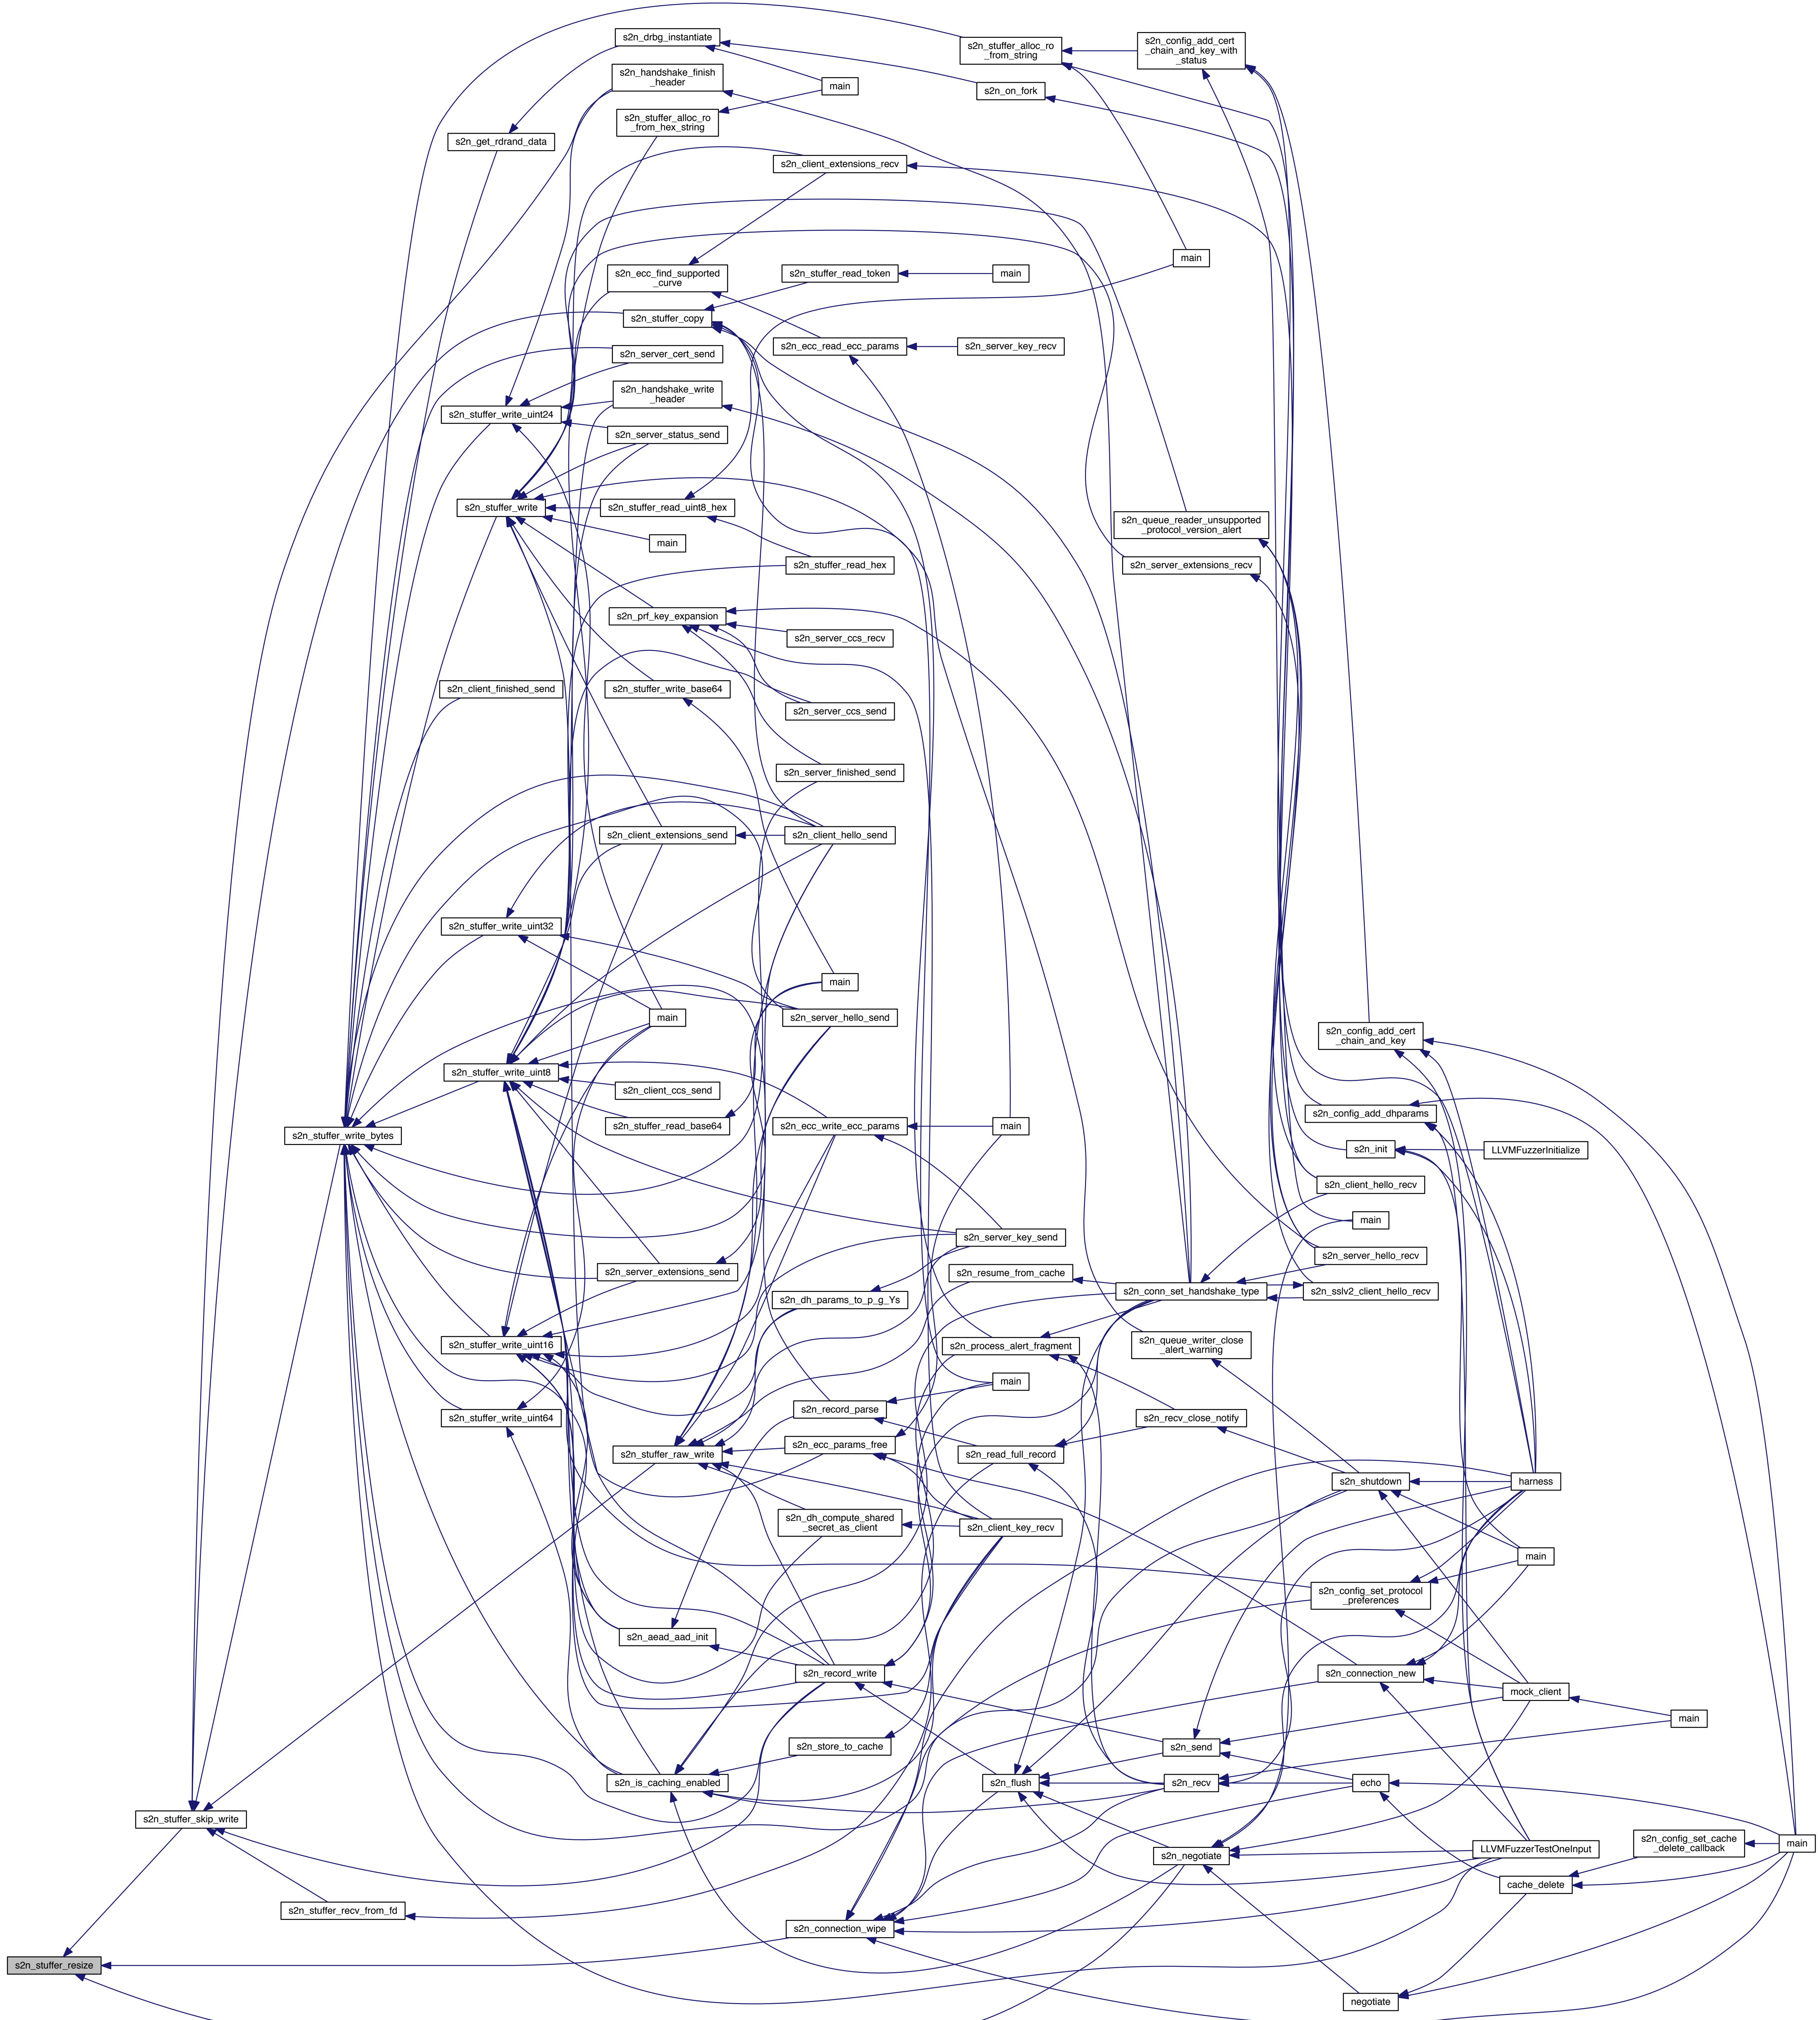 s2n_drbg_instantiate
s2n_stuffer_alloc_ro
_from_string
s2n_config_add_cert
_chain_and_key_with
_status
s2n_handshake_finish
_header
main
s2n_on_fork
s2n_stuffer_alloc_ro
_from_hex_string
s2n_get_rdrand_data
s2n_client_extensions_recv
main
s2n_ecc_find_supported
_curve
s2n_stuffer_read_token
main
s2n_stuffer_copy
s2n_ecc_read_ecc_params
s2n_server_key_recv
s2n_server_cert_send
s2n_handshake_write
_header
s2n_stuffer_write_uint24
s2n_server_status_send
s2n_stuffer_write
s2n_stuffer_read_uint8_hex
s2n_queue_reader_unsupported
_protocol_version_alert
main
s2n_stuffer_read_hex
s2n_server_extensions_recv
s2n_prf_key_expansion
s2n_server_ccs_recv
s2n_client_finished_send
s2n_stuffer_write_base64
s2n_server_ccs_send
s2n_server_finished_send
s2n_client_extensions_send
s2n_client_hello_send
s2n_stuffer_write_uint32
main
main
s2n_server_hello_send
s2n_config_add_cert
_chain_and_key
s2n_stuffer_write_uint8
s2n_client_ccs_send
s2n_stuffer_read_base64
s2n_ecc_write_ecc_params
main
s2n_config_add_dhparams
s2n_stuffer_write_bytes
s2n_init
LLVMFuzzerInitialize
s2n_client_hello_recv
main
s2n_server_key_send
s2n_server_hello_recv
s2n_server_extensions_send
s2n_resume_from_cache
s2n_conn_set_handshake_type
s2n_sslv2_client_hello_recv
s2n_dh_params_to_p_g_Ys
s2n_stuffer_write_uint16
s2n_process_alert_fragment
s2n_queue_writer_close
_alert_warning
main
s2n_stuffer_write_uint64
s2n_record_parse
s2n_recv_close_notify
s2n_stuffer_raw_write
s2n_ecc_params_free
s2n_read_full_record
s2n_shutdown
harness
s2n_dh_compute_shared
_secret_as_client
s2n_client_key_recv
main
s2n_config_set_protocol
_preferences
s2n_aead_aad_init
s2n_record_write
s2n_connection_new
mock_client
main
s2n_store_to_cache
s2n_send
s2n_is_caching_enabled
s2n_flush
s2n_recv
echo
s2n_stuffer_skip_write
s2n_negotiate
LLVMFuzzerTestOneInput
s2n_config_set_cache
_delete_callback
main
cache_delete
s2n_stuffer_recv_from_fd
s2n_connection_wipe
s2n_stuffer_resize
negotiate